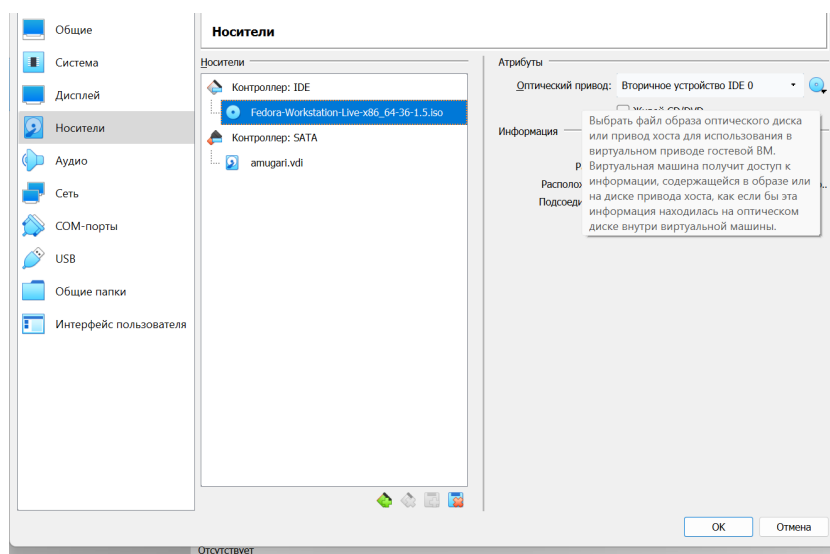 Общие
Система
Дисплей
Носители
Аудио
Сеть
COM-порты
USB
Общие папки
Интерфейс пользователя
Носители
Носители
Контроллер: IDE
Fedora-Workstation-Live-x86_64-36-1.5.iso
Контроллер: SATA
amugari.vdi
Атрибуты
Оптический привод: Вторичное устройство IDE 0
Информация
Выбрать файл образа оптического диска
или привод хоста для использования в
виртуальном приводе гостевой ВМ.
Виртуальная машина получит доступ к
информации, содержащейся в образе или
на диске привода хоста, как если бы эта
информация находилась на оптическом
диске внутри виртуальной машины.
OK Отмена
Отсутствует